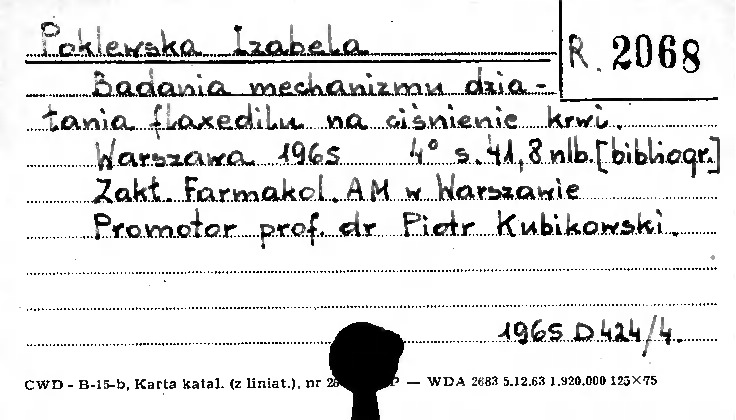 Poklewska Izabela
R. 2068
Badania mechanizmu dzia-
łania flaxedilu na ciśnienie krwi.
Warszawa 1965 4° s. 41, 8 nlb. [bibliogr.]
Zakł. Farmakol. AM w Warszawie
Promotor prof. dr Piotr Kubikowski.
1965 D 424/4.
CWD - B-15-b, Karta katal. (z liniat.), nr — WDA 2683 5.12.63 1.920.000 125×75